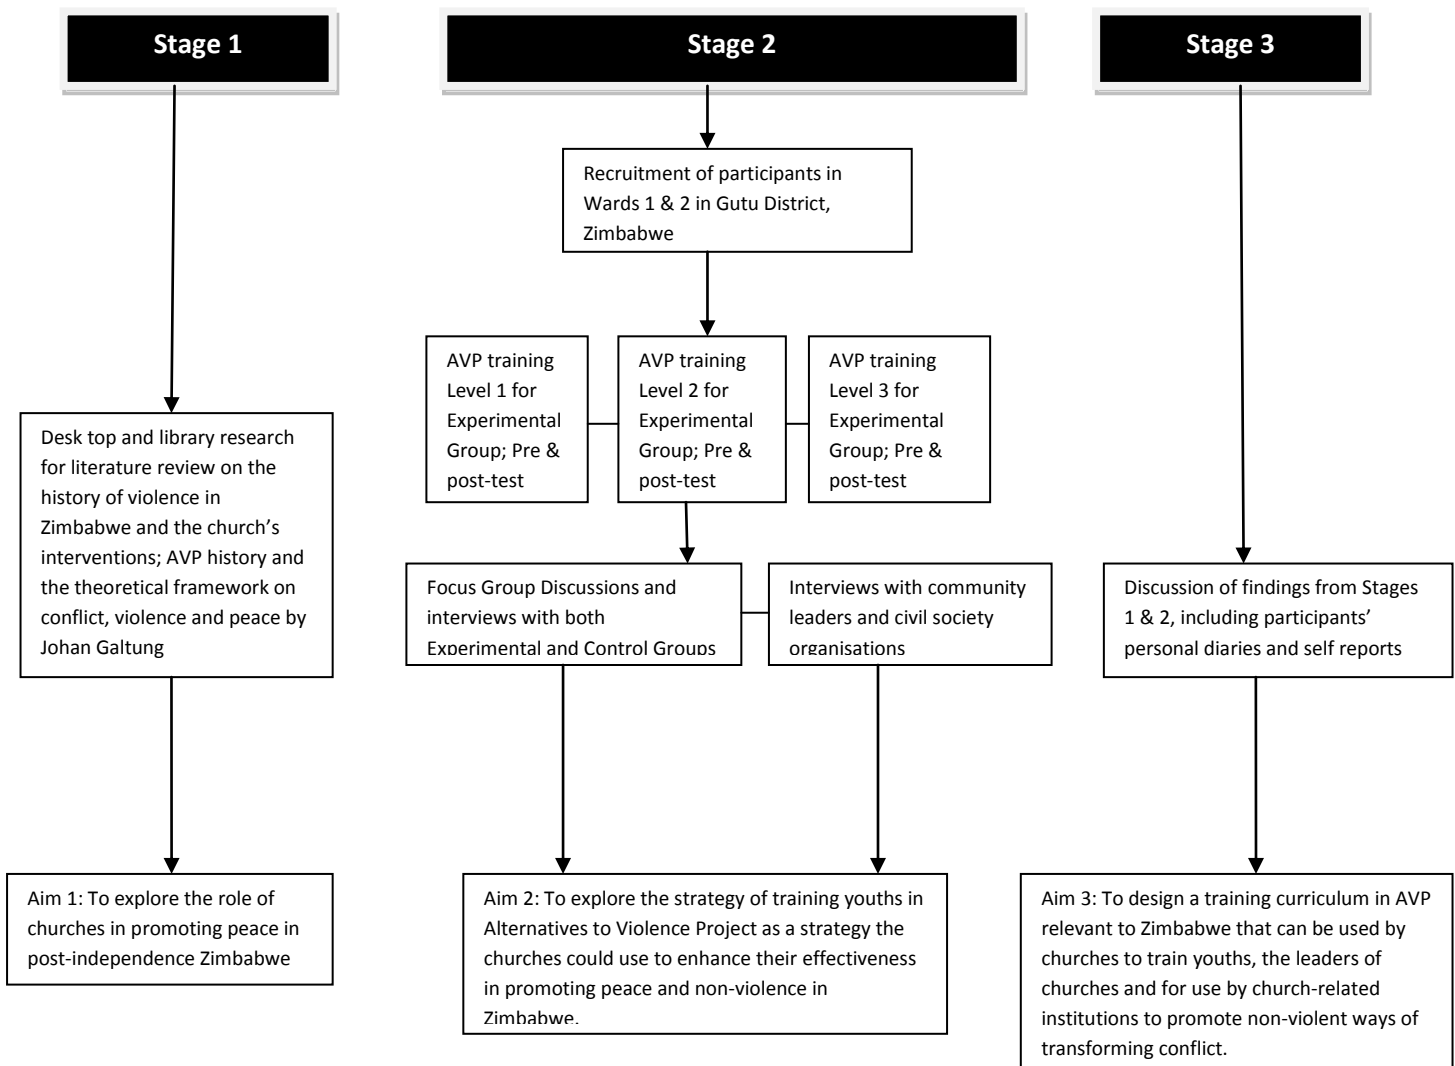 Stage 1
Stage 2
Stage 3
Recruitment of participants in
Wards 1 & 2 in Gutu District,
Zimbabwe
AVP training
Level 1 for
Experimental
Group; Pre &
post-test
AVP training
Level 2 for
Experimental
Group; Pre &
post-test
AVP training
Level 3 for
Experimental
Group; Pre &
post-test
Desk top and library research
for literature review on the
history of violence in
Zimbabwe and the church’s
interventions; AVP history and
the theoretical framework on
conflict, violence and peace by
Johan Galtung
Focus Group Discussions and
interviews with both
Experimental and Control Groups
Interviews with community
leaders and civil society
organisations
Discussion of findings from Stages
1 & 2, including participants’
personal diaries and self reports
Aim 1: To explore the role of
churches in promoting peace in
post-independence Zimbabwe
Aim 2: To explore the strategy of training youths in
Alternatives to Violence Project as a strategy the
churches could use to enhance their effectiveness
in promoting peace and non-violence in
Zimbabwe.
Aim 3: To design a training curriculum in AVP
relevant to Zimbabwe that can be used by
churches to train youths, the leaders of
churches and for use by church-related
institutions to promote non-violent ways of
transforming conflict.